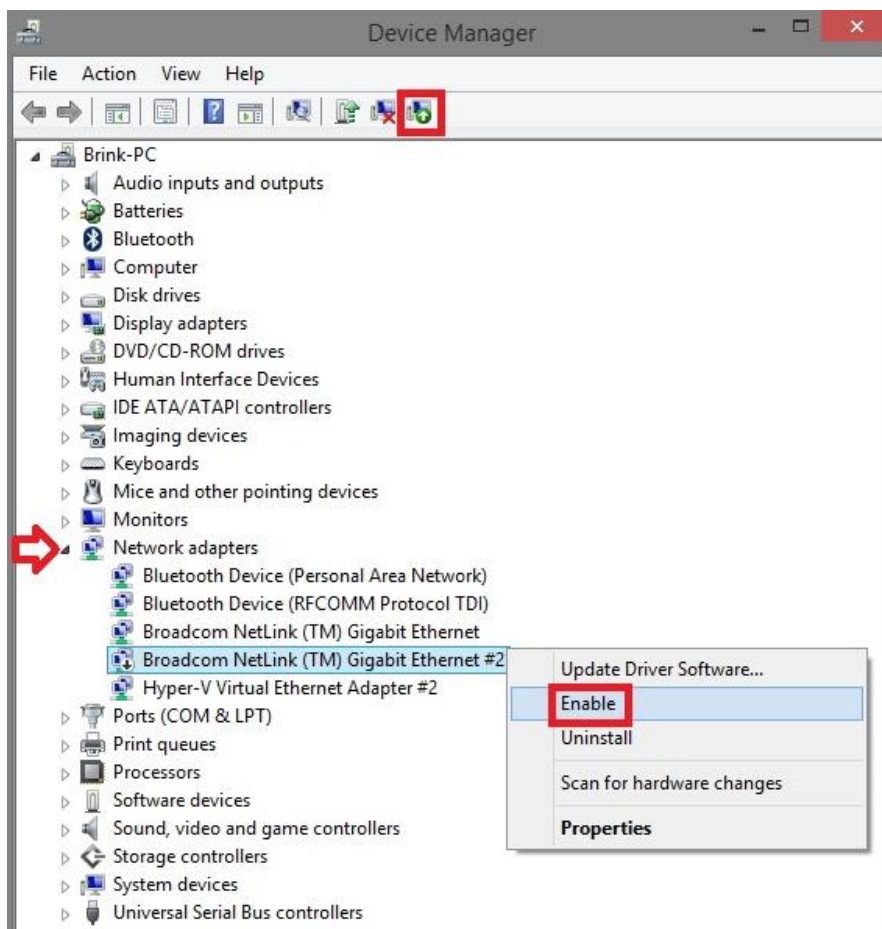 Device Manager
File Action View Help
Brink-PC
Audio inputs and outputs
Batteries
Bluetooth
Computer
Disk drives
Display adapters
DVD/CD-ROM drives
Human Interface Devices
IDE ATA/ATAPI controllers
Imaging devices
Keyboards
Mice and other pointing devices
Monitors
Network adapters
Bluetooth Device (Personal Area Network)
Bluetooth Device (RFCOMM Protocol TDI)
Broadcom NetLink (TM) Gigabit Ethernet
Broadcom NetLink (TM) Gigabit Ethernet #2
Hyper-V Virtual Ethernet Adapter #2
Ports (COM & LPT)
Print queues
Processors
Software devices
Sound, video and game controllers
Storage controllers
System devices
Universal Serial Bus controllers
Update Driver Software...
Enable
Uninstall
Scan for hardware changes
Properties